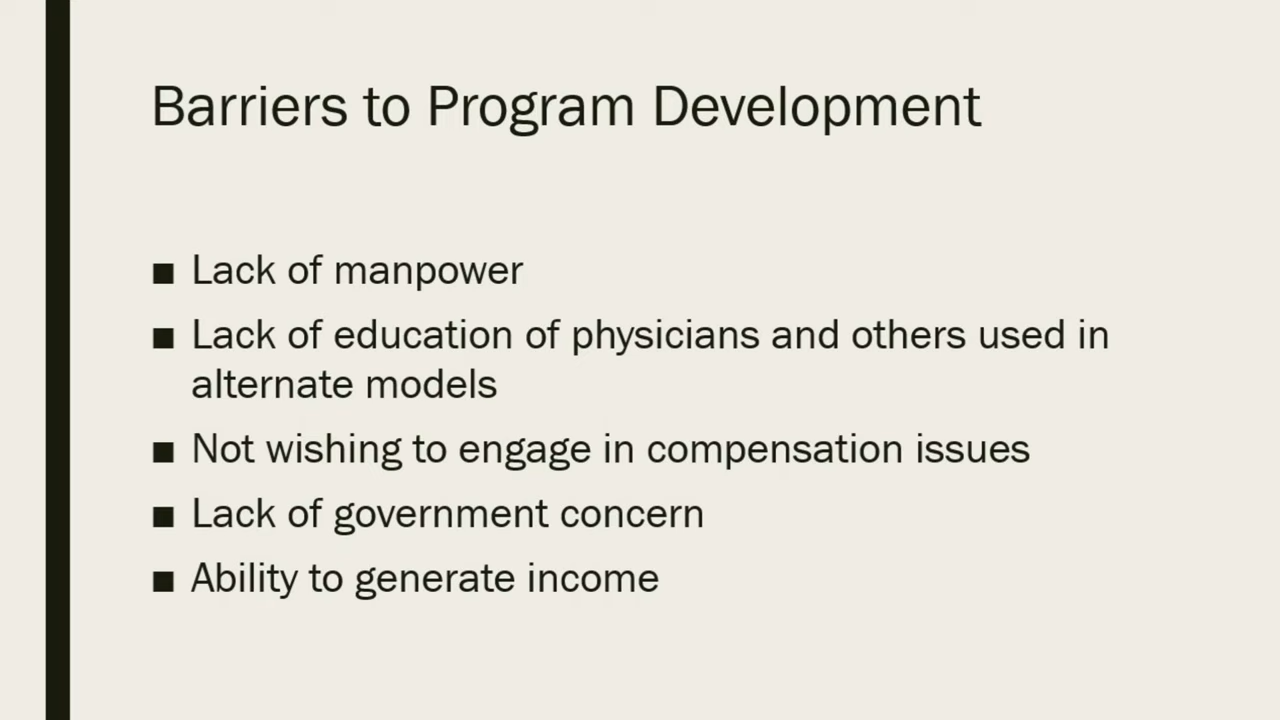 Barriers to Program Development
■ Lack of manpower
■ Lack of education of physicians and others used in
alternate models
■ Not wishing to engage in compensation issues
■ Lack of government concern
■ Ability to generate income